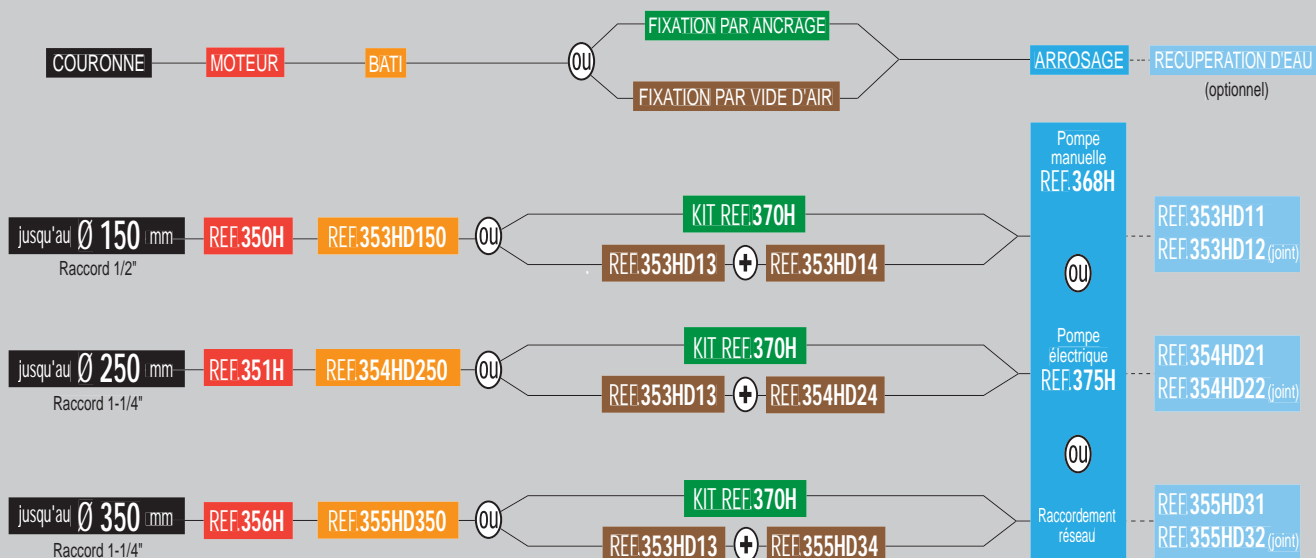 COURONNE
MOTEUR
BATI
OU
FIXATION PAR ANCRAGE
FIXATION PAR VIDE D'AIR
ARROSAGE
RECUPERATION D'EAU
(optionnel)
jusqu'au Ø 150 mm
Raccord 1/2"
REF.350H
REF.353HD150
OU
KIT REF.370H
REF.353HD13 + REF.353HD14
REF.353HD11
REF.353HD12 (joint)
jusqu'au Ø 250 mm
Raccord 1-1/4"
REF.351H
REF.354HD250
OU
KIT REF.370H
REF.353HD13 + REF.354HD24
REF.354HD21
REF.354HD22 (joint)
jusqu'au Ø 350 mm
Raccord 1-1/4"
REF.356H
REF.355HD350
OU
KIT REF.370H
REF.353HD13 + REF.355HD34
REF.355HD31
REF.355HD32 (joint)
Pompe
manuelle
REF.368H
OU
Pompe
électrique
REF.375H
OU
Raccordement
réseau